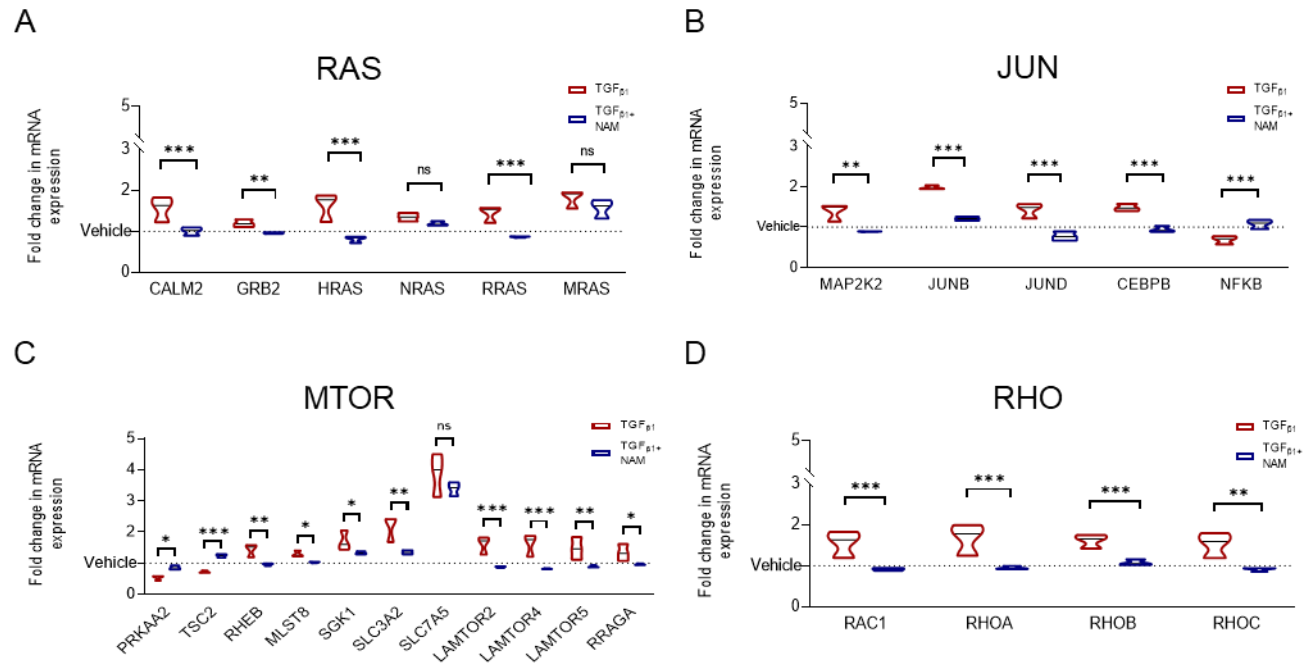 A
RAS
TGFβ1
TGFβ1+
NAM
Fold change in mRNA
expression
5
3
2
Vehicle
0
***
**
***
ns
***
ns
CALM2 GRB2 HRAS NRAS RRAS MRAS
B
JUN
TGFβ1
TGFβ1+
NAM
Fold change in mRNA
expression
5
3
2
Vehicle
0
**
***
***
***
***
MAP2K2 JUNB JUND CEBPB NFKB
C
MTOR
TGFβ1
TGFβ1+
NAM
Fold change in mRNA
expression
5
4
3
2
Vehicle
0
*
***
**
*
*
**
ns
***
***
**
*
PRKAA2 TSC2 RHEB MLST8 SGK1 SLC3A2 SLC7A5 LAMTOR2 LAMTOR4 LAMTOR5 RRAGA
D
RHO
TGFβ1
TGFβ1+
NAM
Fold change in mRNA
expression
5
3
2
Vehicle
0
***
***
***
**
RAC1 RHOA RHOB RHOC